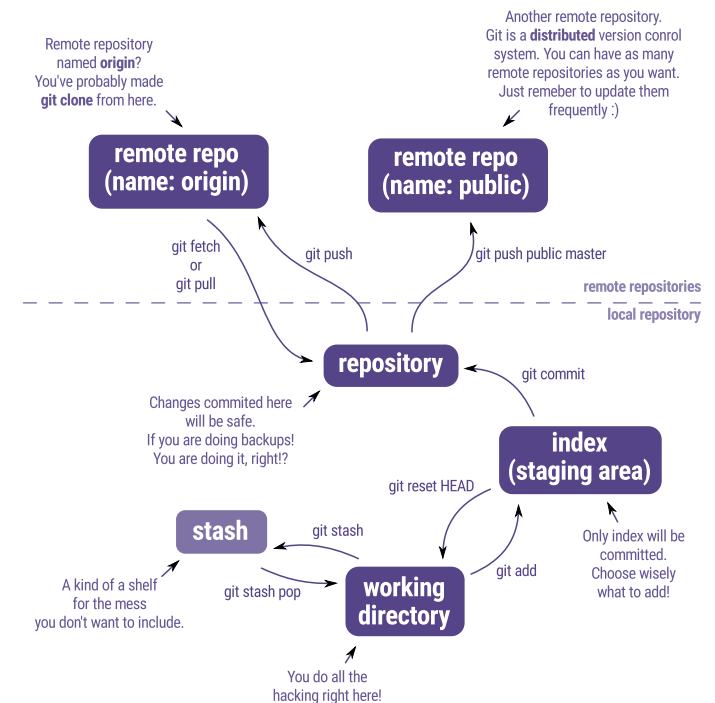 Another remote repository.
Git is a distributed version conrol
system. You can have as many
remote repositories as you want.
Just remeber to update them
frequently :)
Remote repository
named origin?
You've probably made
git clone from here.
remote repo
(name: origin)
remote repo
(name: public)
git fetch
or
git pull
git push
git push public master
remote repositories
local repository
repository
git commit
Changes commited here
will be safe.
If you are doing backups!
You are doing it, right!?
index
(staging area)
git reset HEAD
stash
git stash
git add
Only index will be
committed.
Choose wisely
what to add!
A kind of a shelf
for the mess
you don't want to include.
git stash pop
working
directory
You do all the
hacking right here!